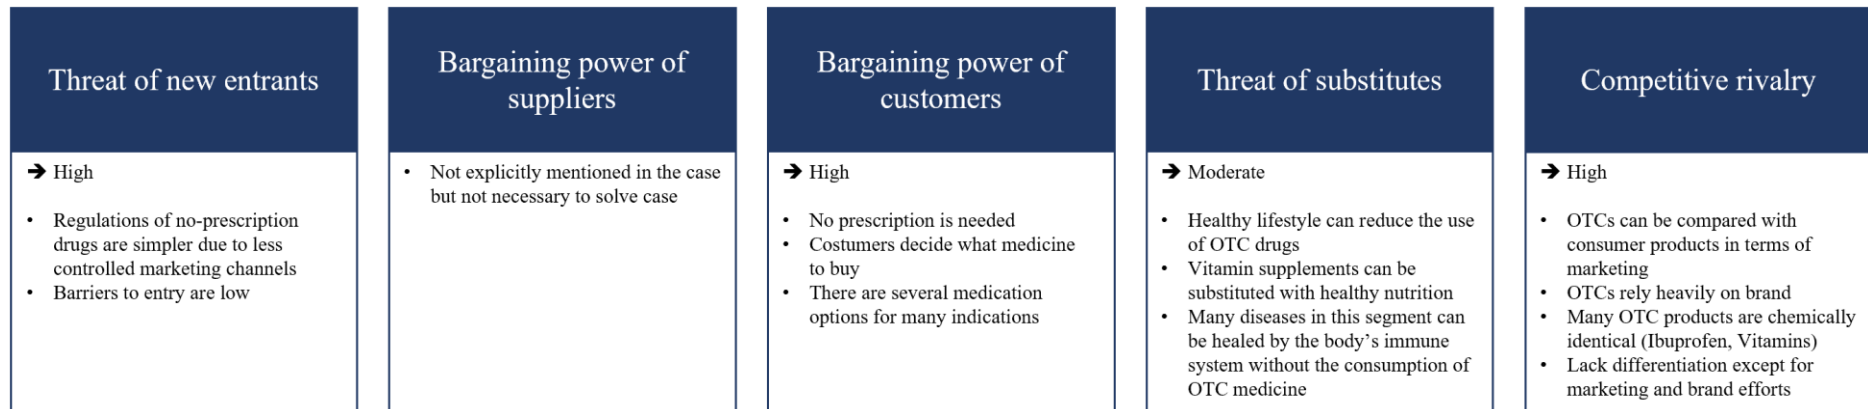 Threat of new entrants
➔ High
• Regulations of no-prescription
drugs are simpler due to less
controlled marketing channels
• Barriers to entry are low
Bargaining power of
suppliers
• Not explicitly mentioned in the case
but not necessary to solve case
Bargaining power of
customers
➔ High
• No prescription is needed
• Costumers decide what medicine
to buy
• There are several medication
options for many indications
Threat of substitutes
➔ Moderate
• Healthy lifestyle can reduce the use
of OTC drugs
• Vitamin supplements can be
substituted with healthy nutrition
• Many diseases in this segment can
be healed by the body’s immune
system without the consumption of
OTC medicine
Competitive rivalry
➔ High
• OTCs can be compared with
consumer products in terms of
marketing
• OTCs rely heavily on brand
• Many OTC products are chemically
identical (Ibuprofen, Vitamins)
• Lack differentiation except for
marketing and brand efforts